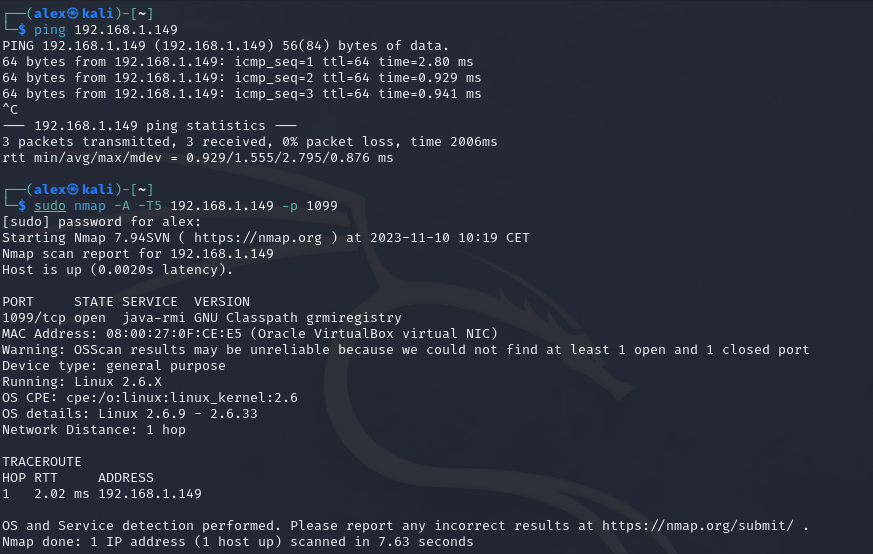 ┌──(alex㉿kali)-[~]
└─$ ping 192.168.1.149
PING 192.168.1.149 (192.168.1.149) 56(84) bytes of data.
64 bytes from 192.168.1.149: icmp_seq=1 ttl=64 time=2.80 ms
64 bytes from 192.168.1.149: icmp_seq=2 ttl=64 time=0.929 ms
64 bytes from 192.168.1.149: icmp_seq=3 ttl=64 time=0.941 ms
^C
--- 192.168.1.149 ping statistics ---
3 packets transmitted, 3 received, 0% packet loss, time 2006ms
rtt min/avg/max/mdev = 0.929/1.555/2.795/0.876 ms
┌──(alex㉿kali)-[~]
└─$ sudo nmap -A -T5 192.168.1.149 -p 1099
[sudo] password for alex:
Starting Nmap 7.94SVN ( https://nmap.org ) at 2023-11-10 10:19 CET
Nmap scan report for 192.168.1.149
Host is up (0.0020s latency).
PORT     STATE SERVICE  VERSION
1099/tcp open  java-rmi GNU Classpath grmiregistry
MAC Address: 08:00:27:0F:CE:E5 (Oracle VirtualBox virtual NIC)
Warning: OSScan results may be unreliable because we could not find at least 1 open and 1 closed port
Device type: general purpose
Running: Linux 2.6.X
OS CPE: cpe:/o:linux:linux_kernel:2.6
OS details: Linux 2.6.9 - 2.6.33
Network Distance: 1 hop
TRACEROUTE
HOP RTT     ADDRESS
1   2.02 ms 192.168.1.149
OS and Service detection performed. Please report any incorrect results at https://nmap.org/submit/ .
Nmap done: 1 IP address (1 host up) scanned in 7.63 seconds